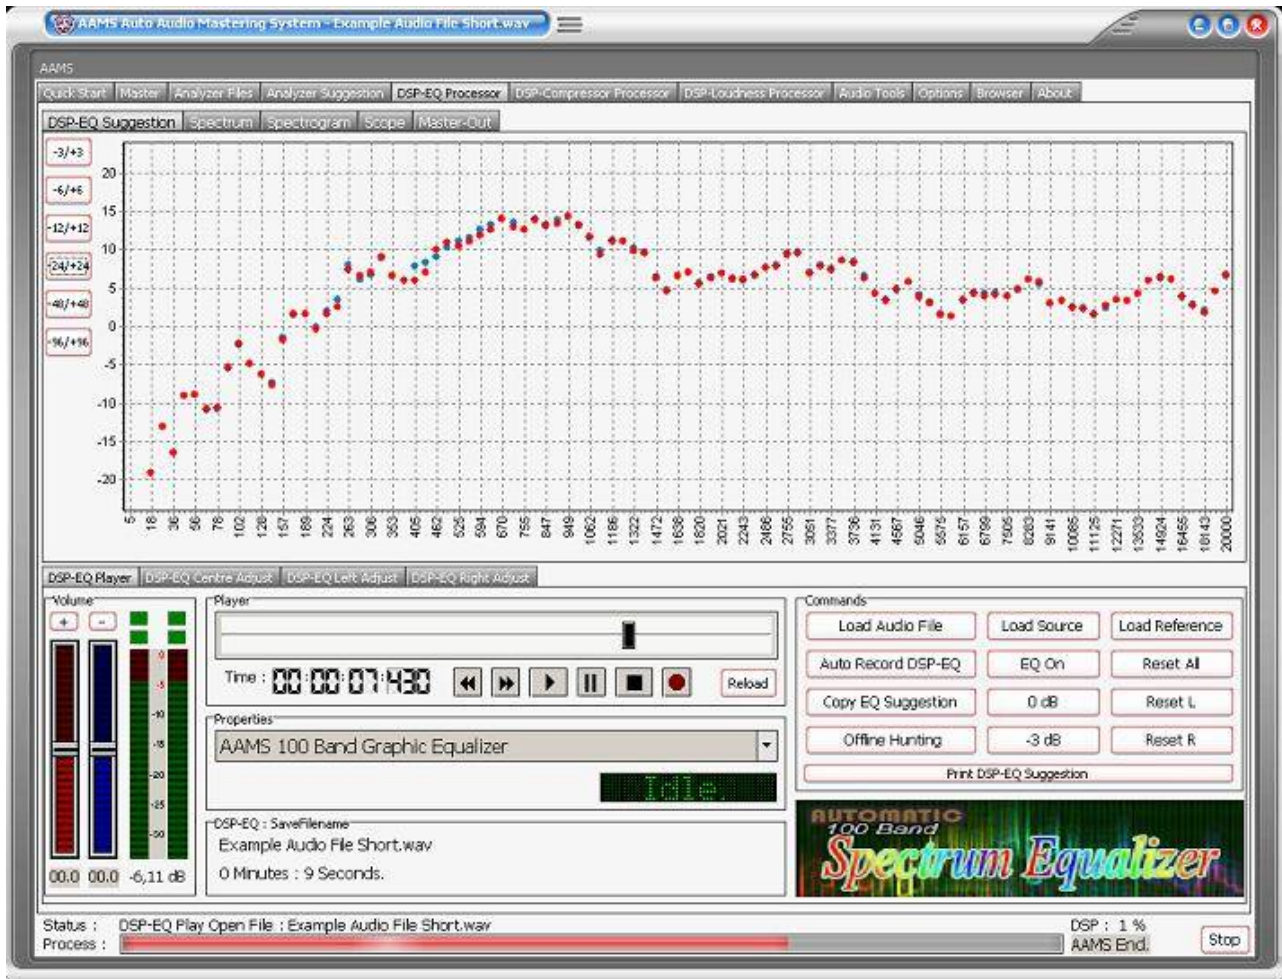 AAMS Auto Audio Mastering System - Example Audio File Short.wav
AAMS
Quick Start Master Analyzer Files Analyzer Suggestion DSP-EQ Processor DSP-Compressor Processor DSP-Loudness Processor Audio Tools Options Browser About
DSP-EQ Suggestion Spectrum Spectrogram Scope Master-Out
-3/+3
-6/+6
-12/+12
-24/+24
-48/+48
-96/+96
20
15
10
5
0
-5
-10
-15
-20
5 18 36 56 78 102 128 157 189 224 263 306 353 405 462 525 594 670 755 847 949 1062 1186 1322 1472 1638 1820 2021 2243 2486 2755 3051 3377 3736 4131 4567 5046 5575 6157 6799 7505 8283 9141 10085 11125 12271 13533 14924 16455 18143 20000
DSP-EQ Player DSP-EQ Centre Adjust DSP-EQ Left Adjust DSP-EQ Right Adjust
Volume
+ -
0
-5
-10
-15
-20
-25
-50
00.0 00.0 -6,11 dB
Player
Time : 00:00:07:430
Reload
Properties
AAMS 100 Band Graphic Equalizer
Idle.
DSP-EQ : SaveFilename
Example Audio File Short.wav
0 Minutes : 9 Seconds.
Commands
Load Audio File Load Source Load Reference
Auto Record DSP-EQ EQ On Reset All
Copy EQ Suggestion 0 dB Reset L
Offline Hunting -3 dB Reset R
Print DSP-EQ Suggestion
AUTOMATIC
100 Band
Spectrum Equalizer
Status : DSP-EQ Play Open File : Example Audio File Short.wav
DSP : 1 %
Process :
AAMS End.
Stop